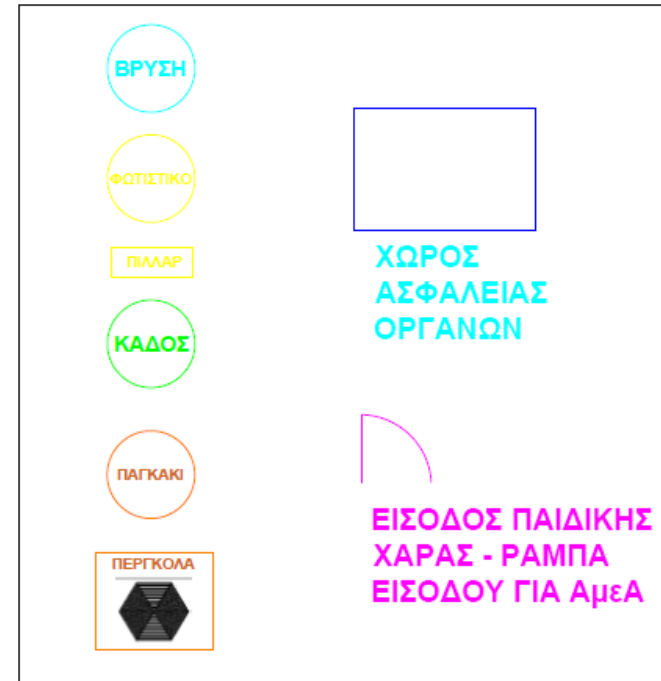 ΒΡΥΣΗ
ΦΩΤΙΣΤΙΚΟ
ΠΙΛΛΑΡ
ΚΑΔΟΣ
ΠΑΓΚΑΚΙ
ΠΕΡΓΚΟΛΑ
ΧΩΡΟΣ
ΑΣΦΑΛΕΙΑΣ
ΟΡΓΑΝΩΝ
ΕΙΣΟΔΟΣ ΠΑΙΔΙΚΗΣ
ΧΑΡΑΣ - ΡΑΜΠΑ
ΕΙΣΟΔΟΥ ΓΙΑ ΑμεΑ